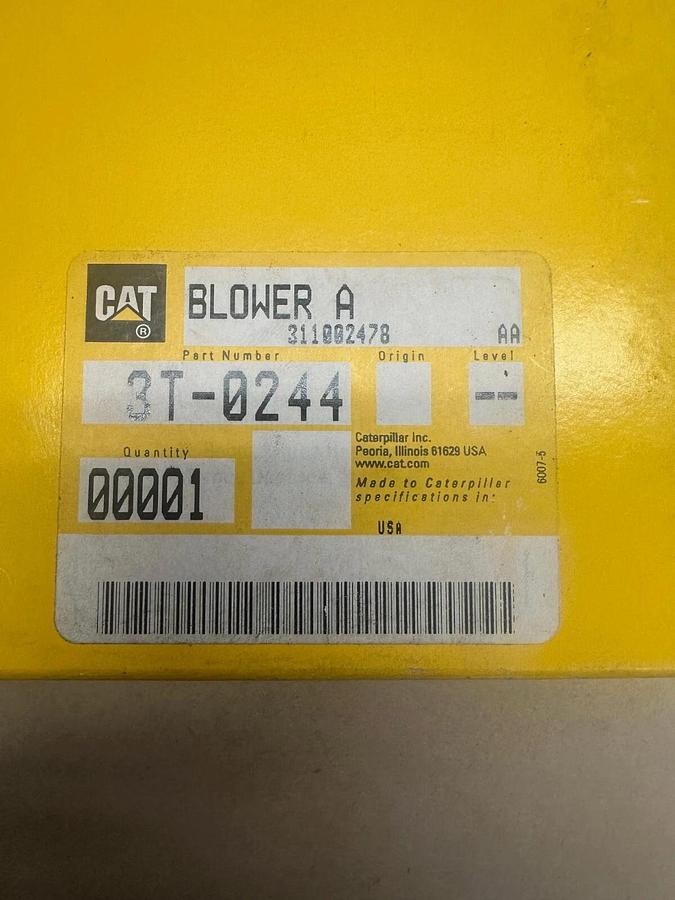 CAT
®
BLOWER A
311002478 AA
Part Number Origin Level
3T-0244 --
Quantity
00001
Caterpillar Inc.
Peoria, Illinois 61629 USA
www.cat.com
Made to Caterpillar
specifications in:
USA
6007-5